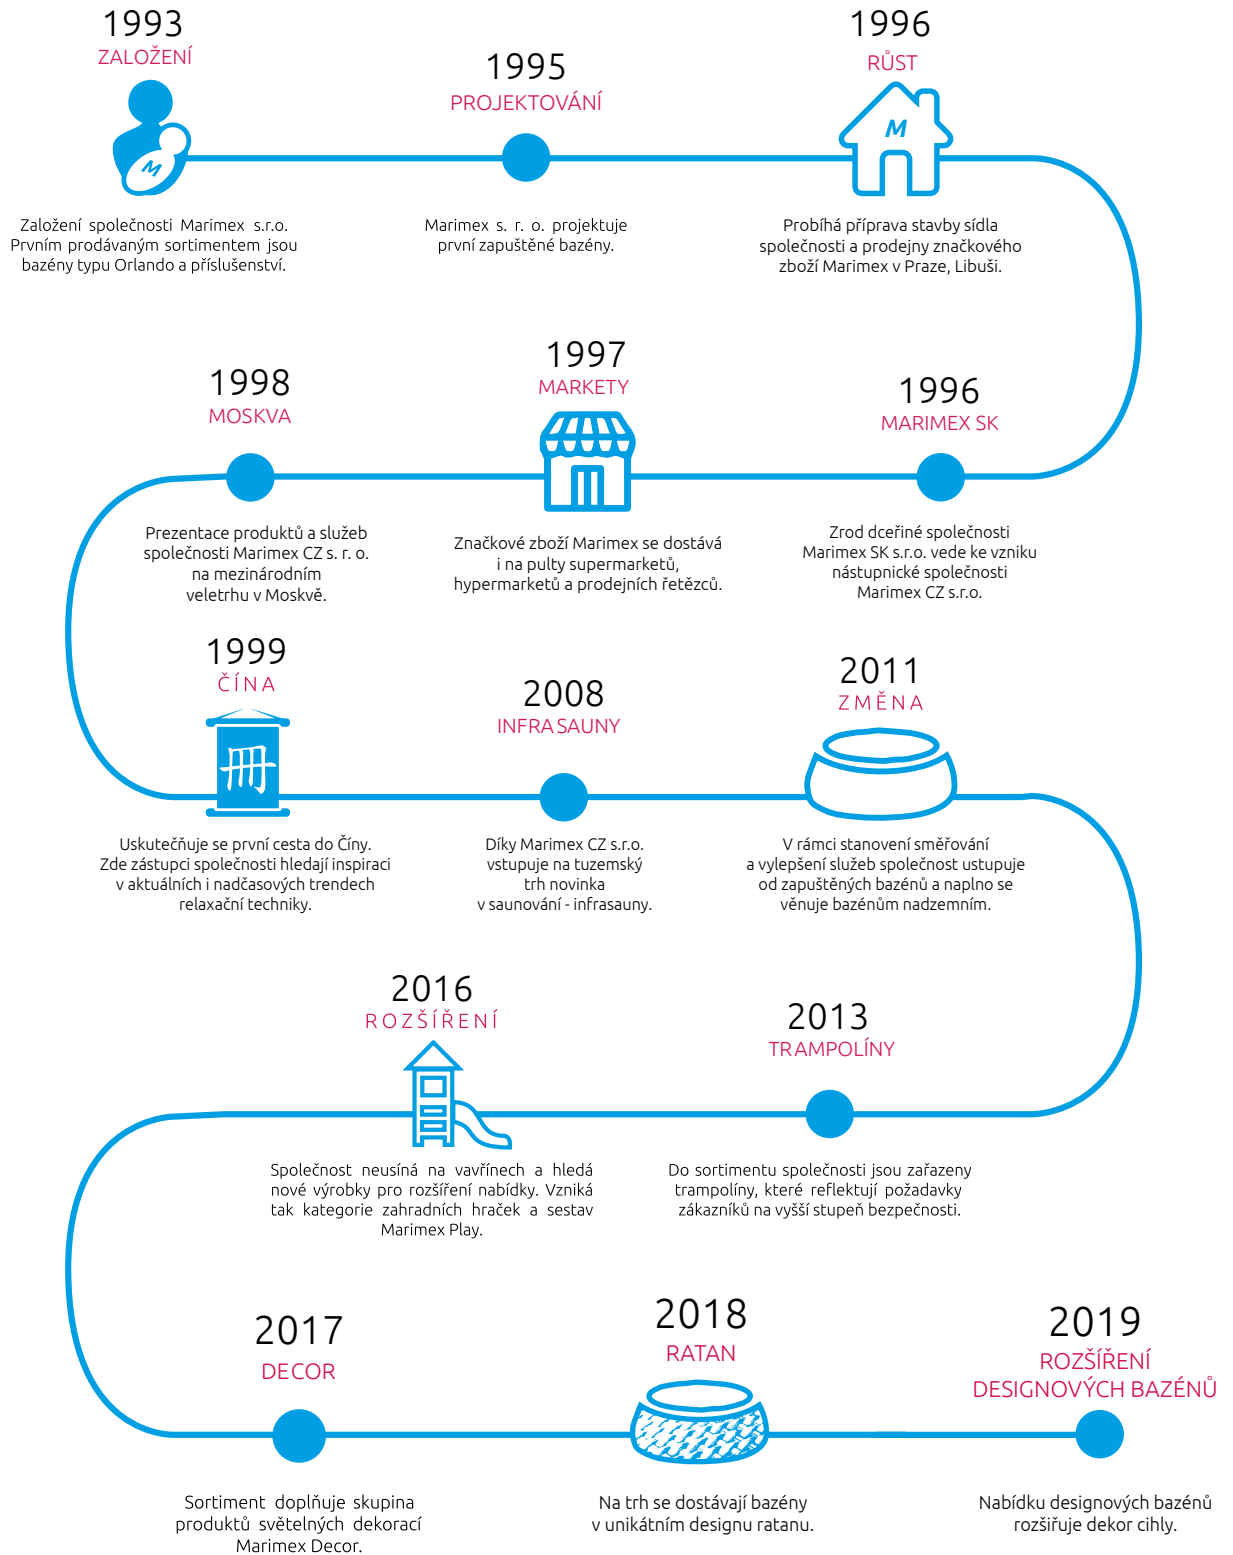 1993
ZALOŽENÍ
M
Založení společnosti Marimex s.r.o.
Prvním prodávaným sortimentem jsou
bazény typu Orlando a příslušenství.
1995
PROJEKTOVÁNÍ
Marimex s. r. o. projektuje
první zapuštěné bazény.
1996
RŮST
M
Probíhá příprava stavby sídla
společnosti a prodejny značkového
zboží Marimex v Praze, Libuši.
1996
MARIMEX SK
Zrod dceřiné společnosti
Marimex SK s.r.o. vede ke vzniku
nástupnické společnosti
Marimex CZ s.r.o.
1997
MARKETY
Značkové zboží Marimex se dostává
i na pulty supermarketů,
hypermarketů a prodejních řetězců.
1998
MOSKVA
Prezentace produktů a služeb
společnosti Marimex CZ s. r. o.
na mezinárodním
veletrhu v Moskvě.
1999
ČÍNA
冊
Uskutečňuje se první cesta do Číny.
Zde zástupci společnosti hledají inspiraci
v aktuálních i nadčasových trendech
relaxační techniky.
2008
INFRASAUNY
Díky Marimex CZ s.r.o.
vstupuje na tuzemský
trh novinka
v saunování - infrasauny.
2011
ZMĚNA
V rámci stanovení směřování
a vylepšení služeb společnost ustupuje
od zapuštěných bazénů a naplno se
věnuje bazénům nadzemním.
2013
TRAMPOLÍNY
Do sortimentu společnosti jsou zařazeny
trampolíny, které reflektují požadavky
zákazníků na vyšší stupeň bezpečnosti.
2016
ROZŠÍŘENÍ
Společnost neusíná na vavřínech a hledá
nové výrobky pro rozšíření nabídky. Vzniká
tak kategorie zahradních hraček a sestav
Marimex Play.
2017
DECOR
Sortiment doplňuje skupina
produktů světelných dekorací
Marimex Decor.
2018
RATAN
Na trh se dostávají bazény
v unikátním designu ratanu.
2019
ROZŠÍŘENÍ
DESIGNOVÝCH BAZÉNŮ
Nabídku designových bazénů
rozšiřuje dekor cihly.